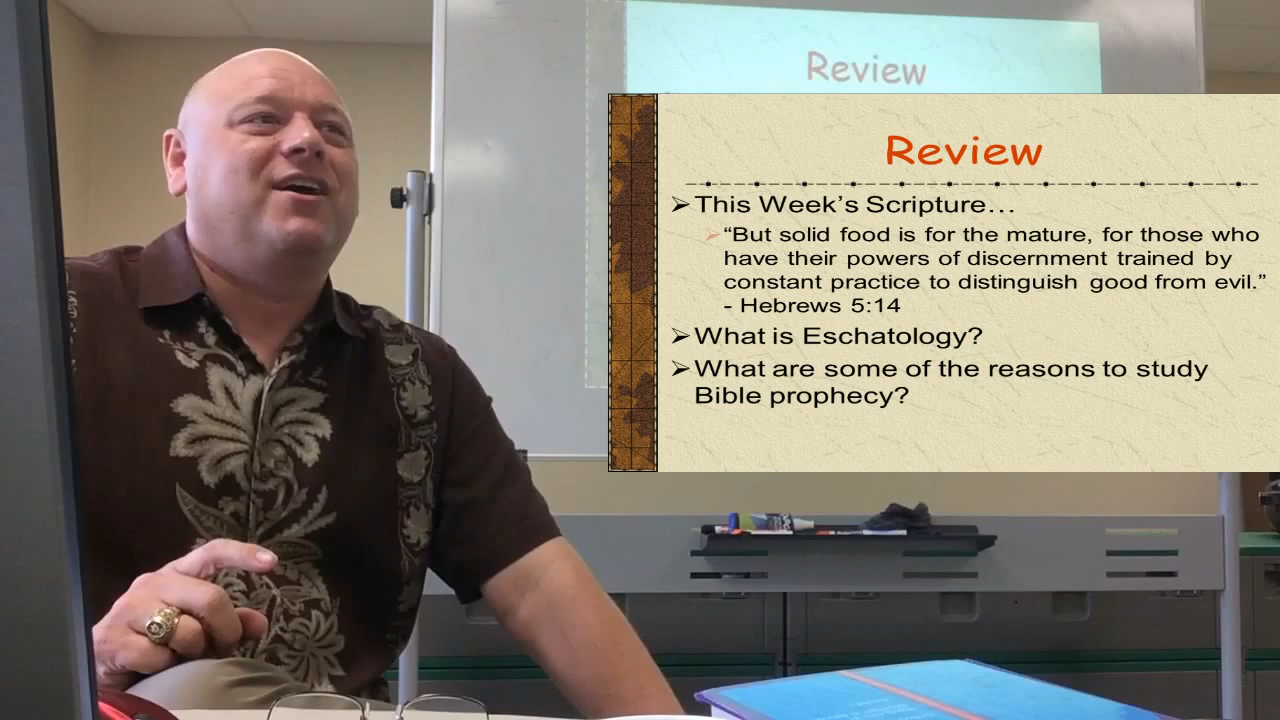 Review
Review
➢This Week’s Scripture…
➢“But solid food is for the mature, for those who
have their powers of discernment trained by
constant practice to distinguish good from evil.”
- Hebrews 5:14
➢What is Eschatology?
➢What are some of the reasons to study
Bible prophecy?